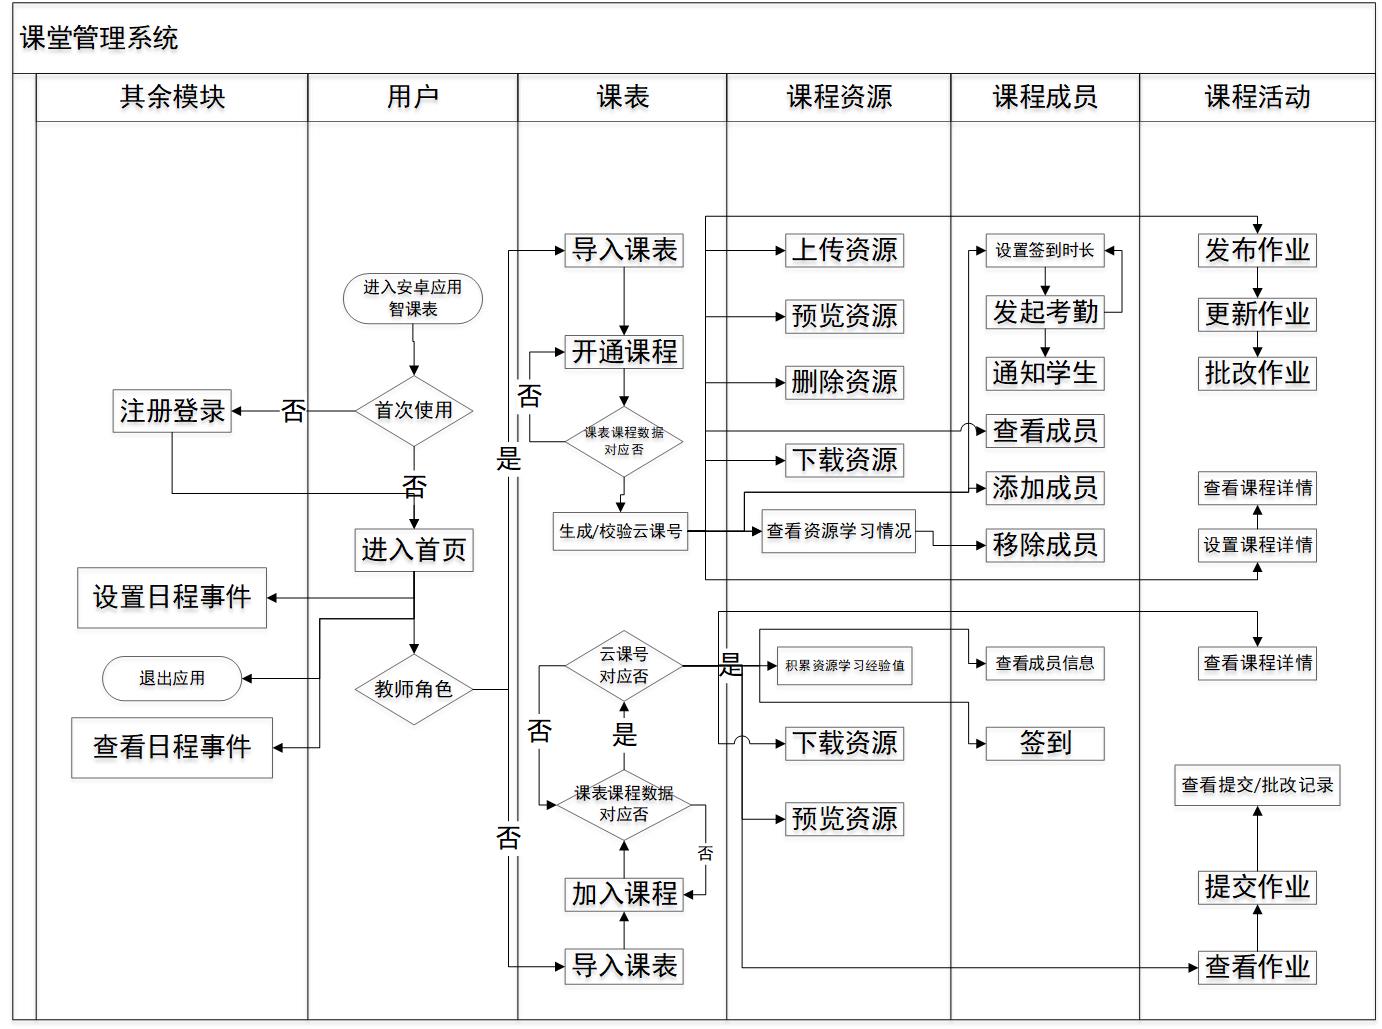 课堂管理系统
其余模块
用户
课表
课程资源
课程成员
课程活动
进入安卓应用
智课表
首次使用
否
注册登录
否
进入首页
设置日程事件
退出应用
查看日程事件
教师角色
是
否
导入课表
开通课程
否
课表课程数据
对应否
生成/校验云课号
云课号
对应否
是
否
是
课表课程数据
对应否
否
加入课程
导入课表
上传资源
预览资源
删除资源
下载资源
查看资源学习情况
积累资源学习经验值
下载资源
预览资源
设置签到时长
发起考勤
通知学生
查看成员
添加成员
移除成员
查看成员信息
签到
发布作业
更新作业
批改作业
查看课程详情
设置课程详情
查看课程详情
查看提交/批改记录
提交作业
查看作业